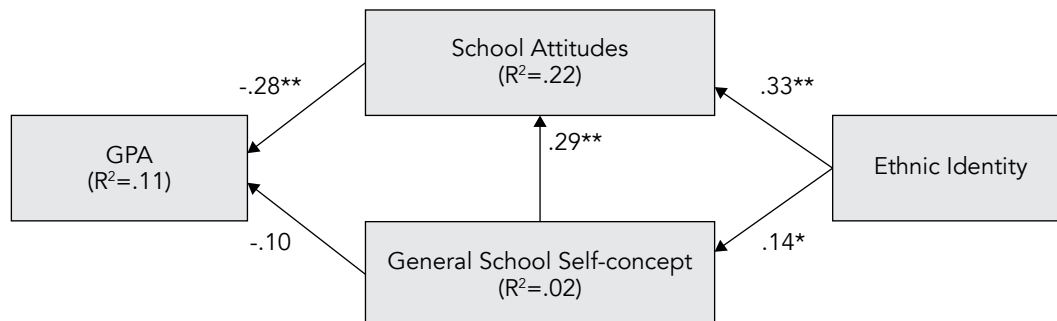 School Attitudes
(R²=.22)
-.28**
.33**
GPA
(R²=.11)
.29**
Ethnic Identity
-.10
General School Self-concept
(R²=.02)
.14*